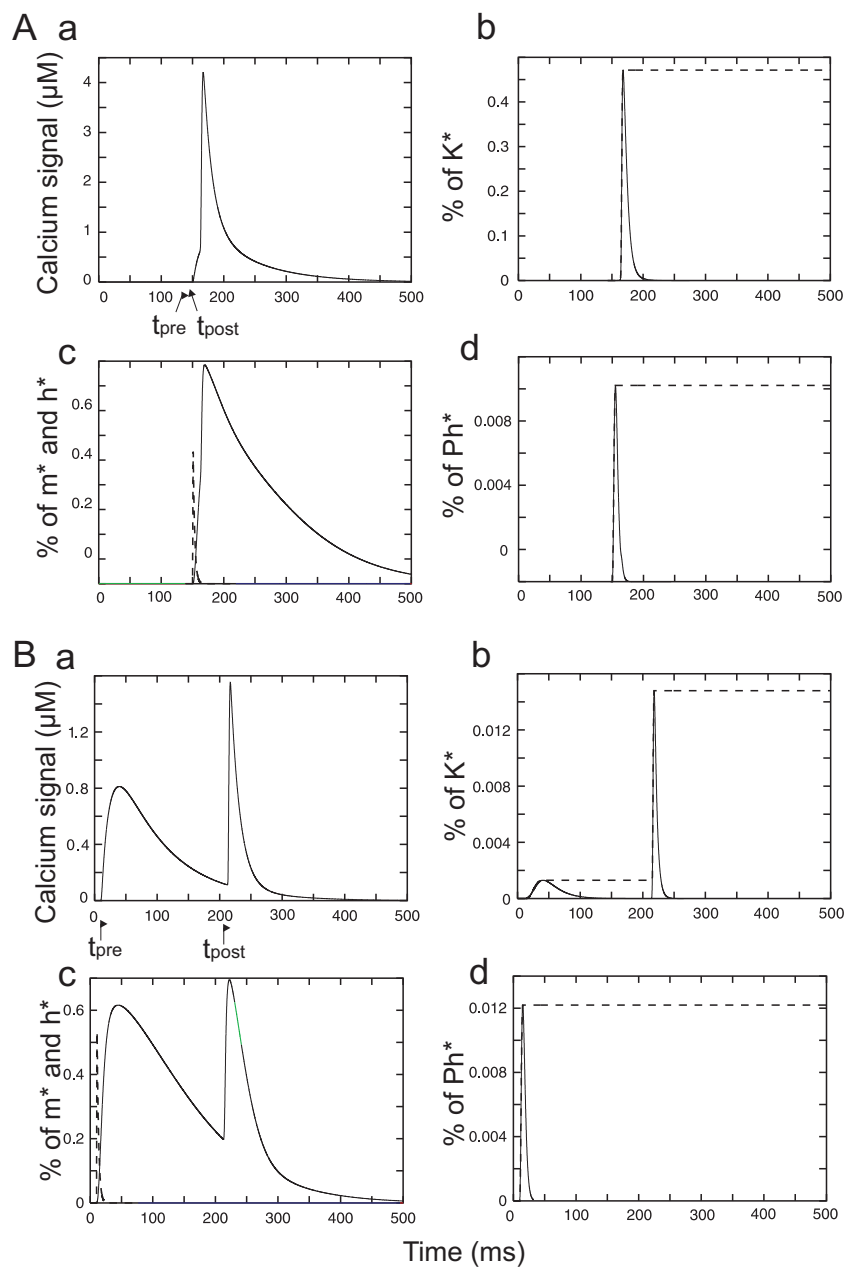 A a
Calcium signal (µM)
4
3
2
1
0
0 100 200 300 400 500
tpre tpost
b
% of K*
0.4
0.3
0.2
0.1
0
0 100 200 300 400 500
c
% of m* and h*
0.6
0.4
0.2
0
0 100 200 300 400 500
d
% of Ph*
0.008
0.004
0
0 100 200 300 400 500
B a
Calcium signal (µM)
1.2
0.8
0.4
0
0 100 200 300 400 500
tpre tpost
b
% of K*
0.012
0.008
0.004
0
0 100 200 300 400 500
c
% of m* and h*
0.6
0.4
0.2
0
0 100 200 300 400 500
d
% of Ph*
0.012
0.008
0.004
0
0 100 200 300 400 500
Time (ms)